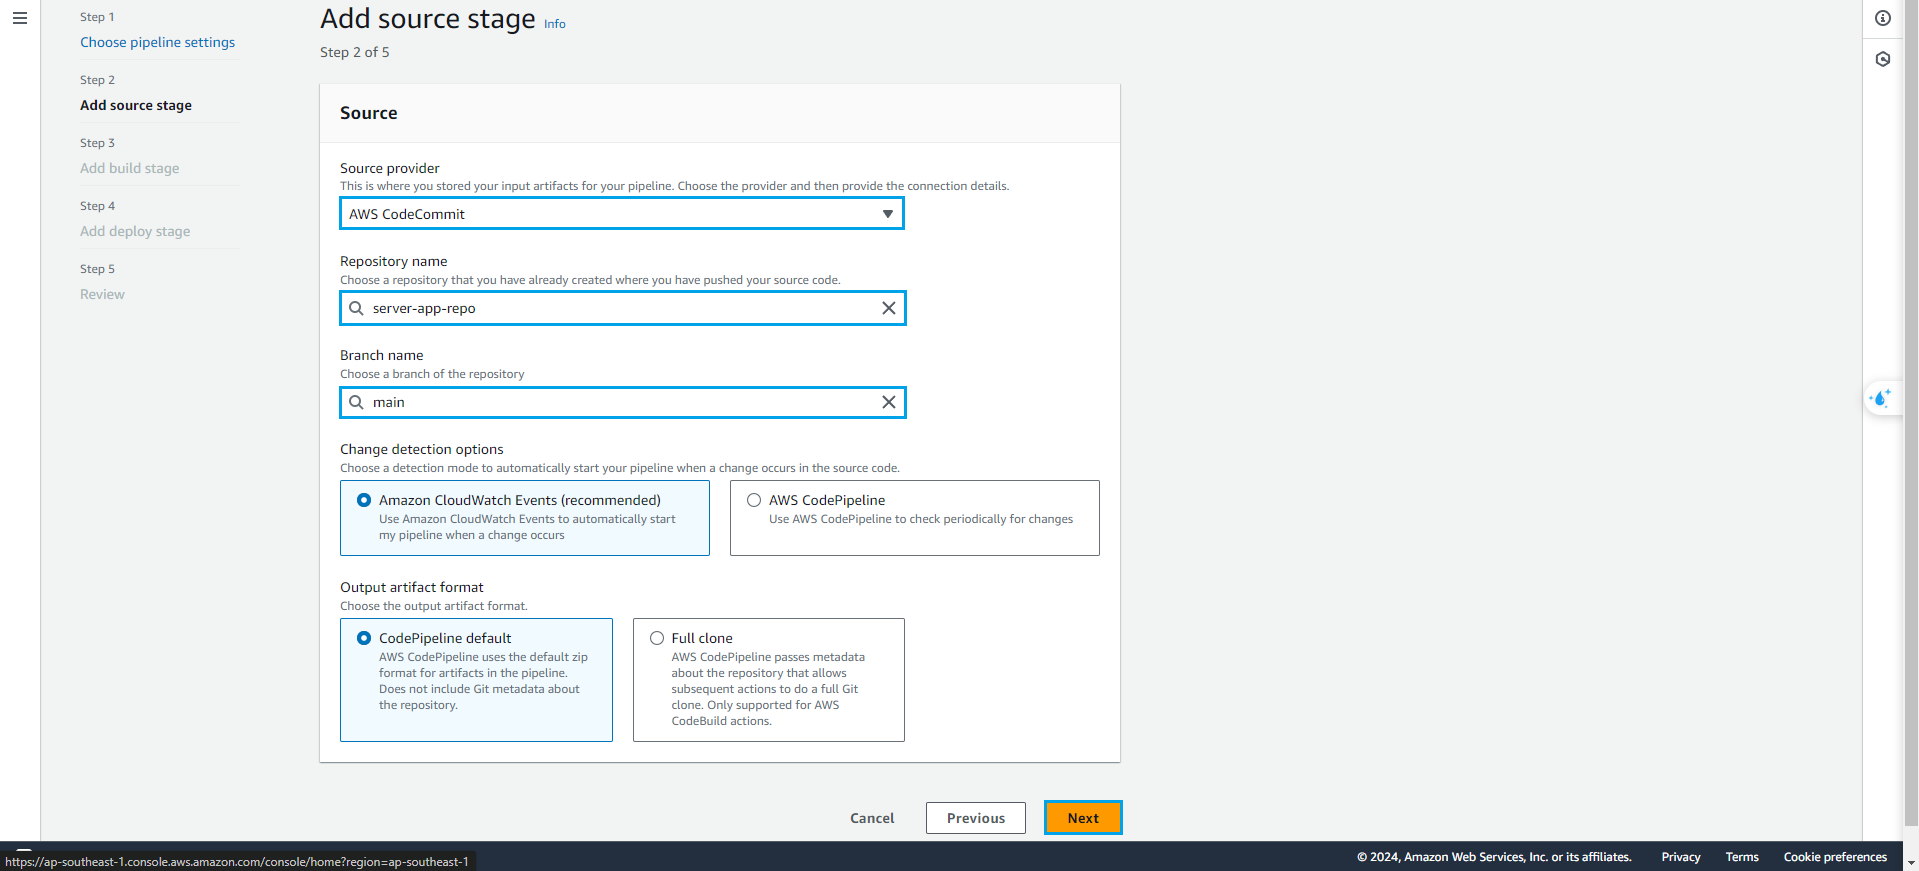 Step 1
Choose pipeline settings
Step 2
Add source stage
Step 3
Add build stage
Step 4
Add deploy stage
Step 5
Review
Add source stage Info
Step 2 of 5
Source
Source provider
This is where you stored your input artifacts for your pipeline. Choose the provider and then provide the connection details.
AWS CodeCommit
Repository name
Choose a repository that you have already created where you have pushed your source code.
server-app-repo
Branch name
Choose a branch of the repository
main
Change detection options
Choose a detection mode to automatically start your pipeline when a change occurs in the source code.
Amazon CloudWatch Events (recommended)
Use Amazon CloudWatch Events to automatically start
my pipeline when a change occurs
AWS CodePipeline
Use AWS CodePipeline to check periodically for changes
Output artifact format
Choose the output artifact format.
CodePipeline default
AWS CodePipeline uses the default zip
format for artifacts in the pipeline.
Does not include Git metadata about
the repository.
Full clone
AWS CodePipeline passes metadata
about the repository that allows
subsequent actions to do a full Git
clone. Only supported for AWS
CodeBuild actions.
Cancel Previous Next
https://ap-southeast-1.console.aws.amazon.com/console/home?region=ap-southeast-1
© 2024, Amazon Web Services, Inc. or its affiliates. Privacy Terms Cookie preferences